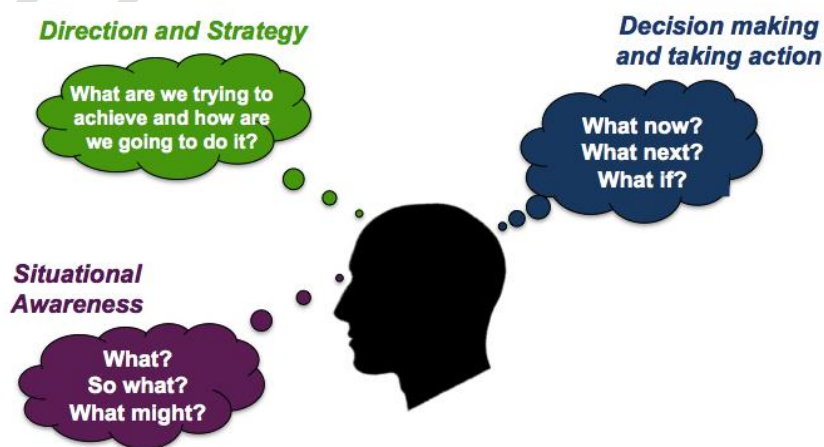 Direction and Strategy
What are we trying to
achieve and how are
we going to do it?
Decision making
and taking action
What now?
What next?
What if?
Situational
Awareness
What?
So what?
What might?